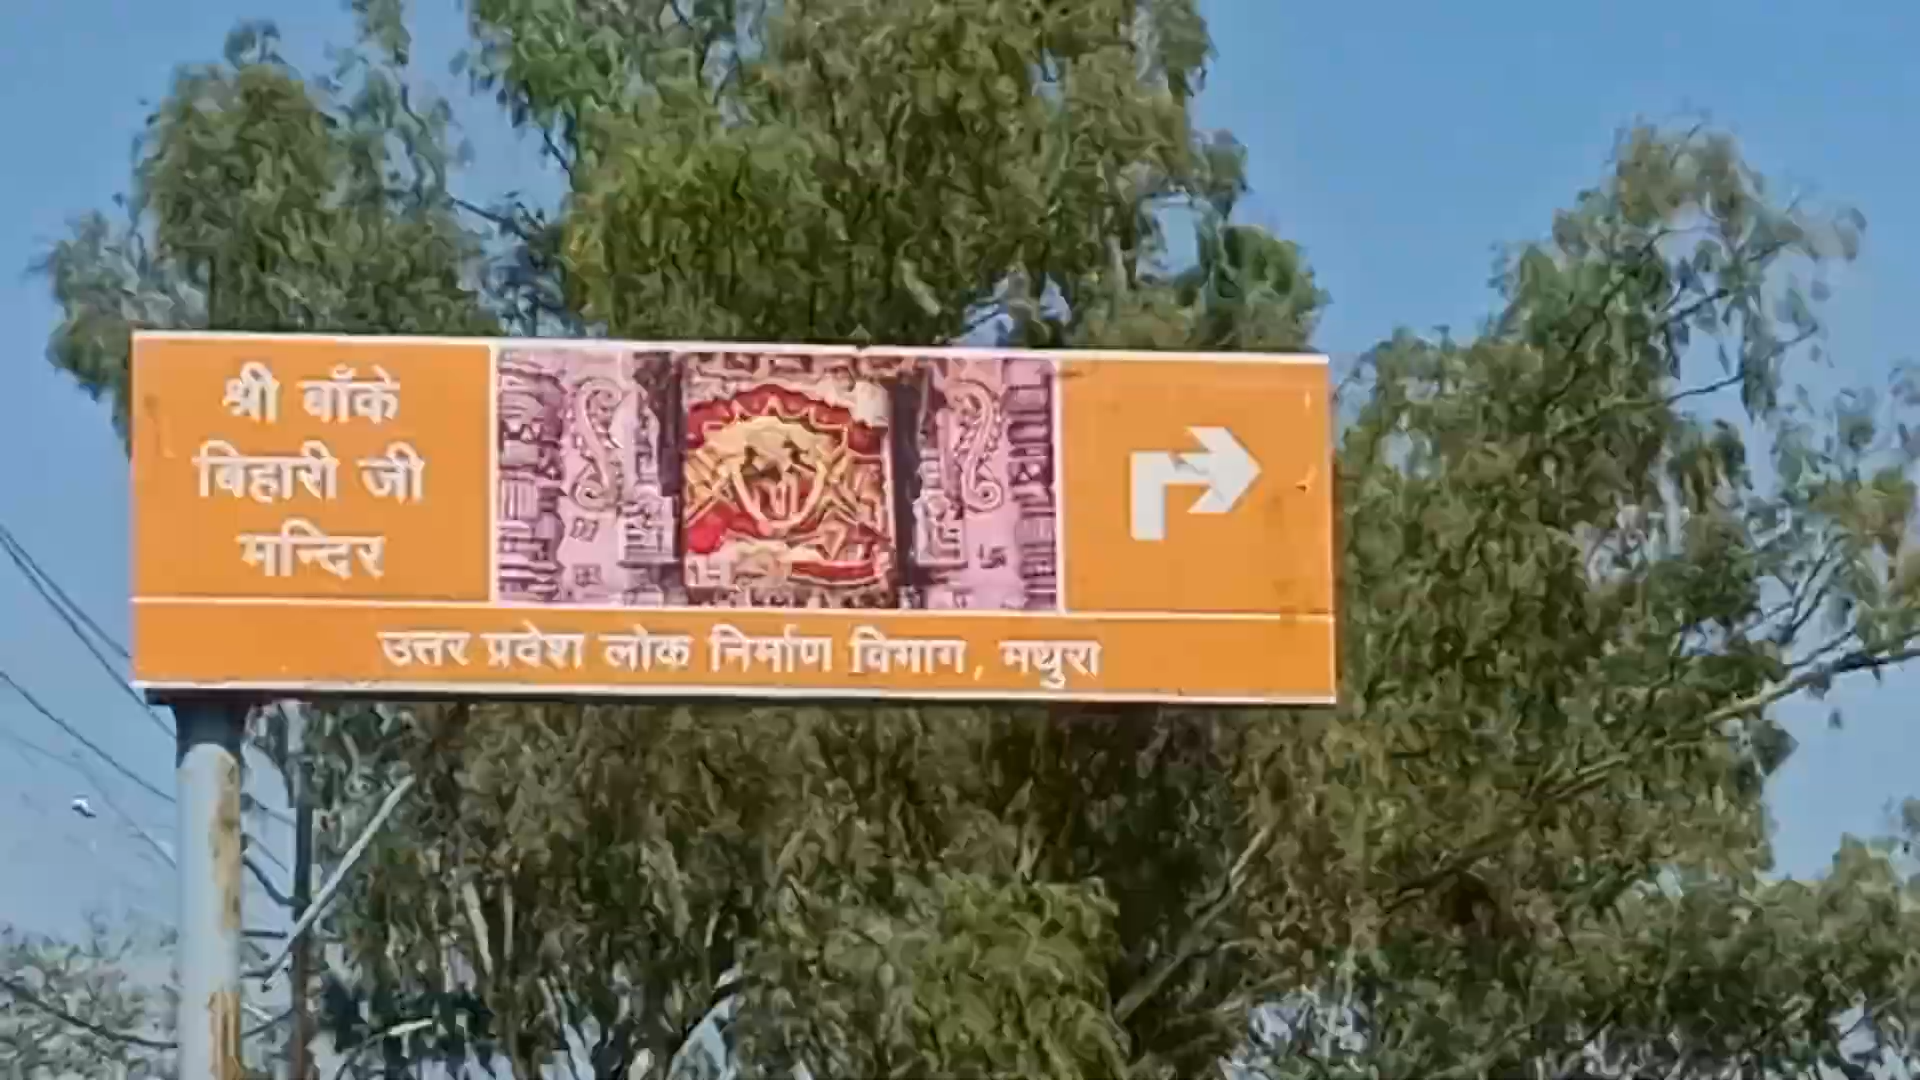 श्री बाँके
बिहारी जी
मन्दिर
उत्तर प्रदेश लोक निर्माण विभाग, मथुरा